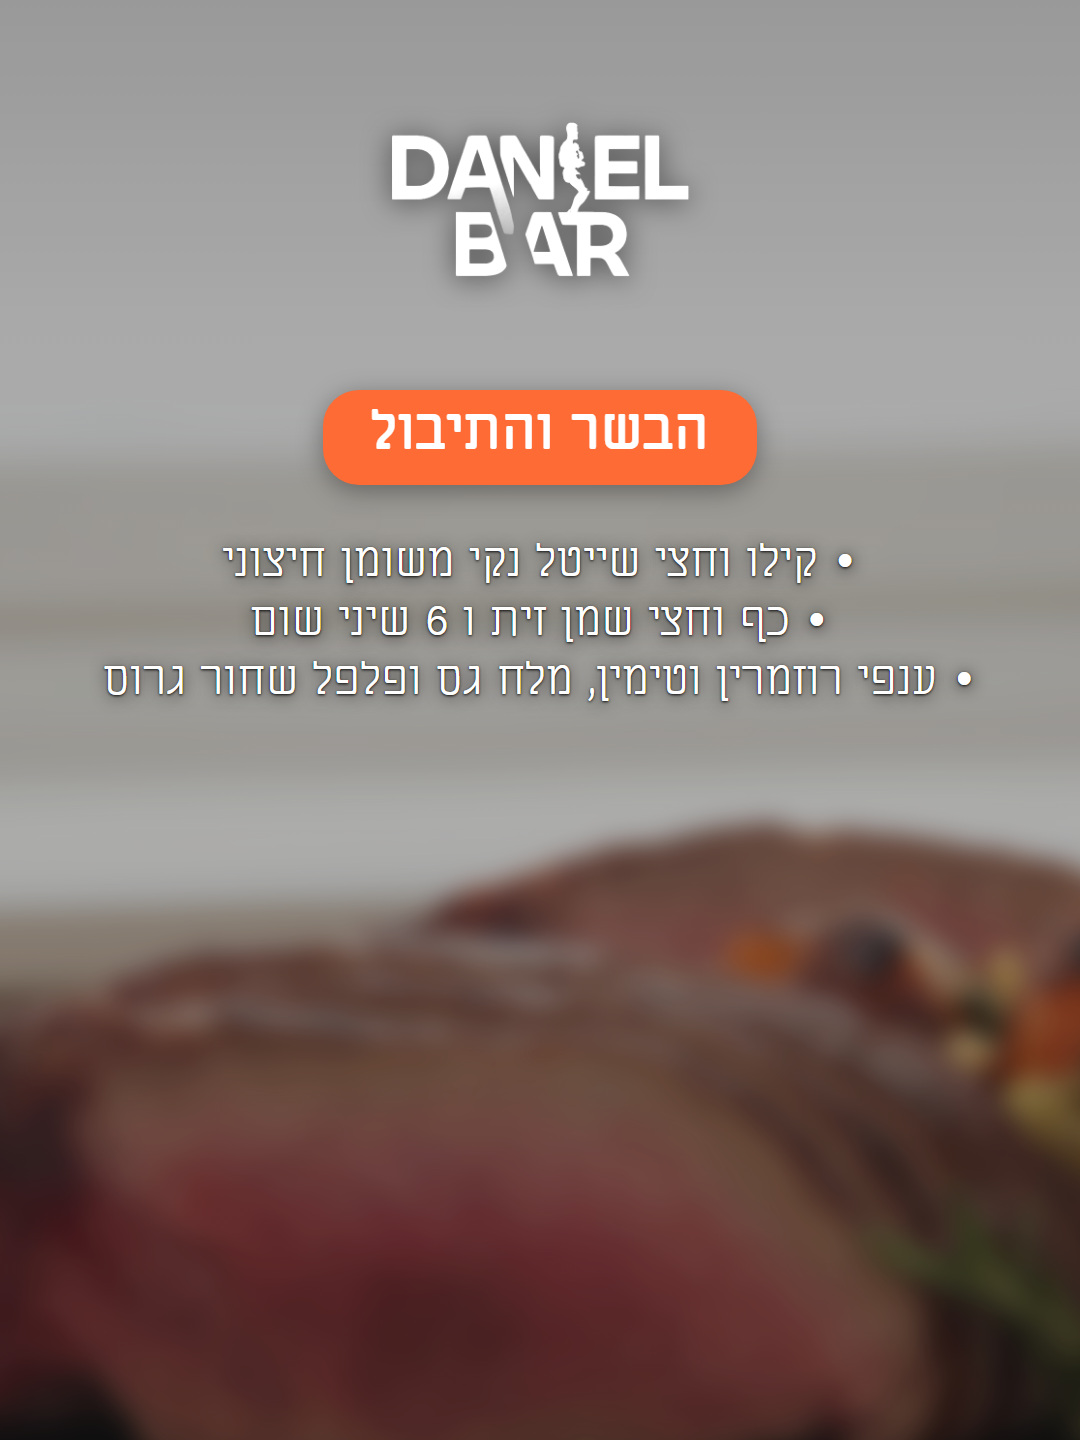 DANIEL
BAR
הבשר והתיבול
• קילו וחצי שייטל נקי משומן חיצוני
• כף וחצי שמן זית ו 6 שיני שום
• ענפי רוזמרין וטימין, מלח גס ופלפל שחור גרוס